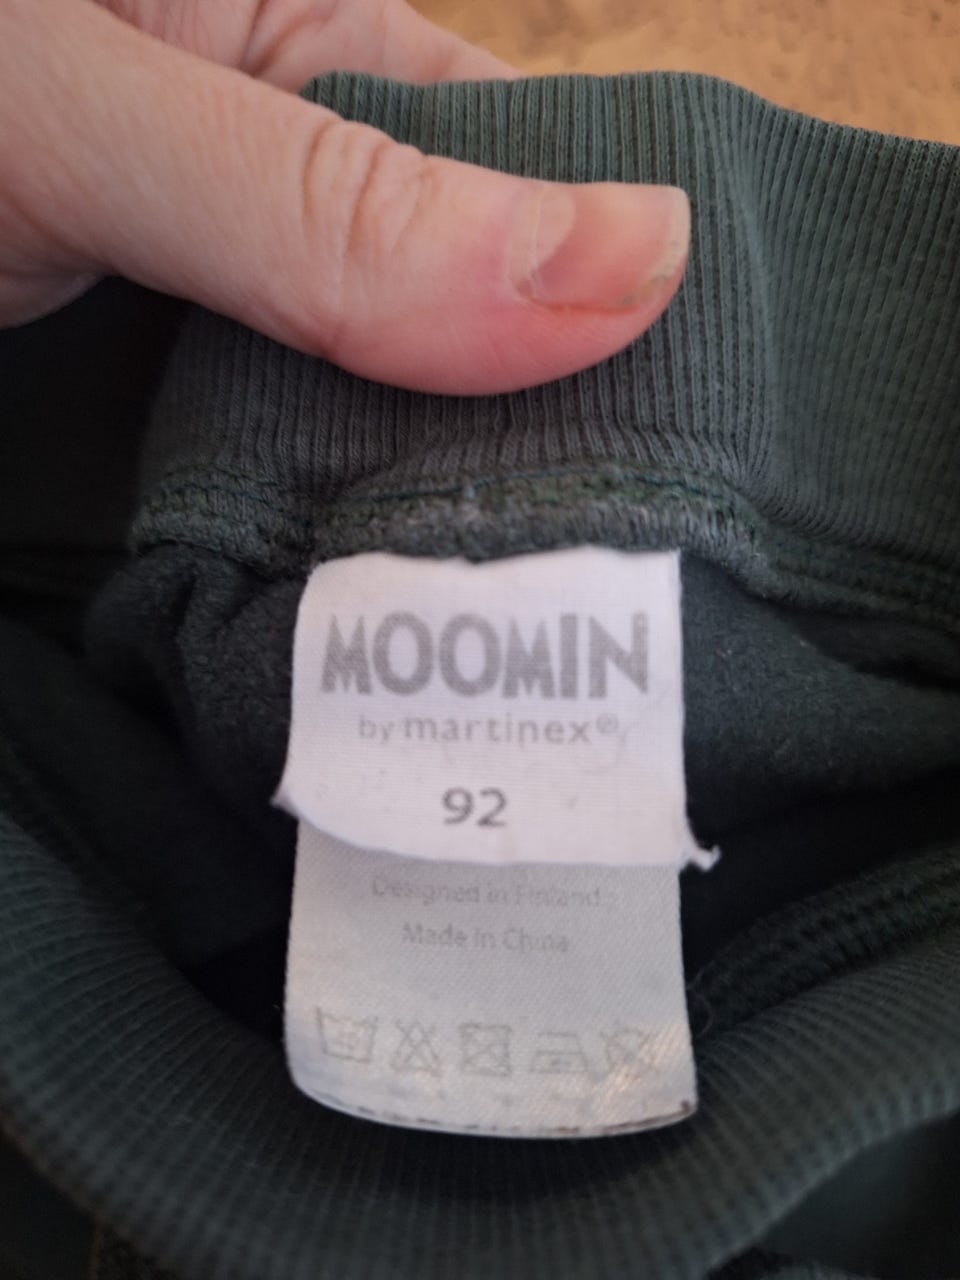 MOOMIN
by martinex®
92
Designed in Finland
Made in China